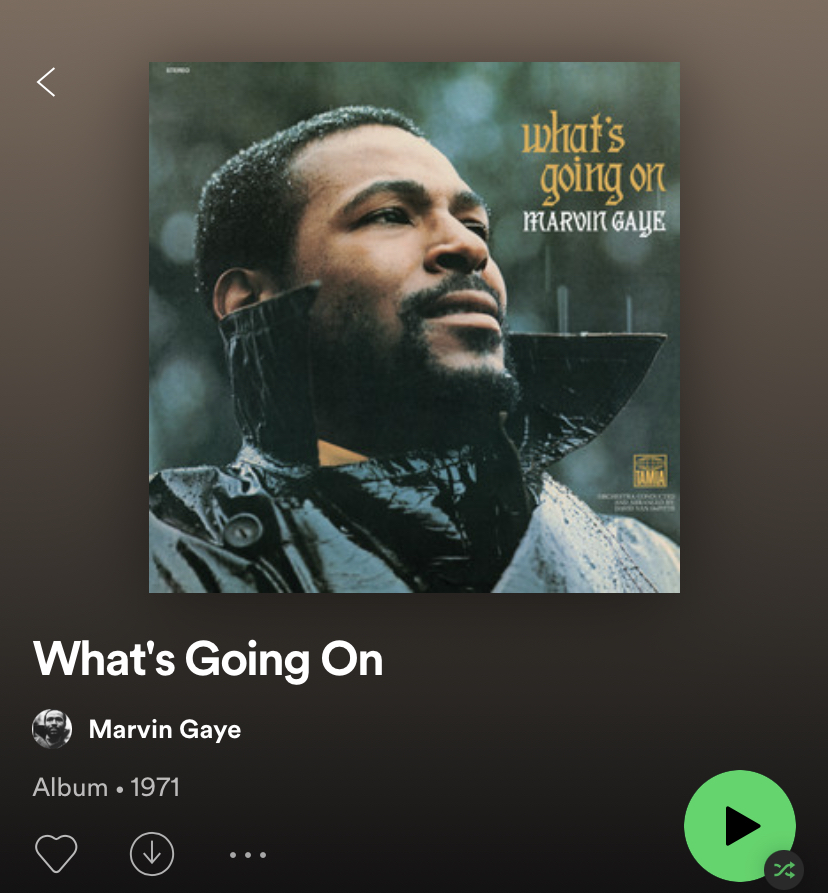 STEREO
what's
going on
MARVIN GAYE
TAMLA
ORCHESTRA CONDUCTED
AND ARRANGED BY
DAVID VAN DEPITTE
What's Going On
Marvin Gaye
Album • 1971